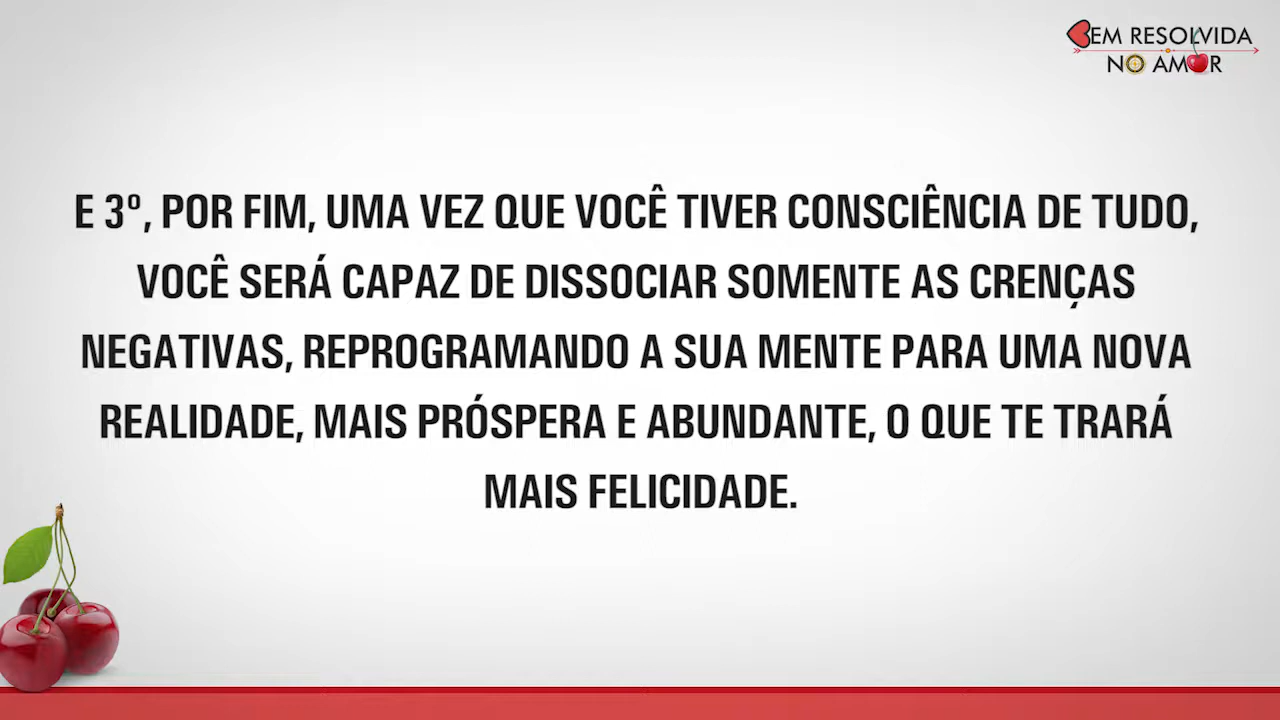 BEM RESOLVIDA
NO AMOR
E 3º, POR FIM, UMA VEZ QUE VOCÊ TIVER CONSCIÊNCIA DE TUDO,
VOCÊ SERÁ CAPAZ DE DISSOCIAR SOMENTE AS CRENÇAS
NEGATIVAS, REPROGRAMANDO A SUA MENTE PARA UMA NOVA
REALIDADE, MAIS PRÓSPERA E ABUNDANTE, O QUE TE TRARÁ
MAIS FELICIDADE.